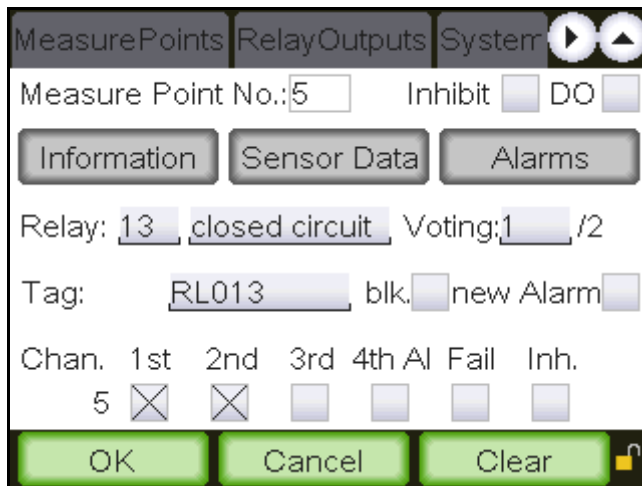 MeasurePoints RelayOutputs System
Measure Point No.: 5 Inhibit DO
Information Sensor Data Alarms
Relay: 13 closed circuit Voting: 1 /2
Tag: RL013 blk. new Alarm
Chan. 1st 2nd 3rd 4th Al Fail Inh.
5
OK Cancel Clear